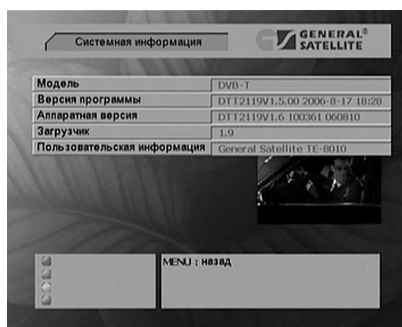 Системная информация
GENERAL®
SATELLITE
Модель DVB-T
Версия программы DTT2119V1.5.00 2006-8-17 18:28
Аппаратная версия DTT2119V1.6 100361 060810
Загрузчик 1.9
Пользовательская информация General Satellite TE-8010
MENU : назад